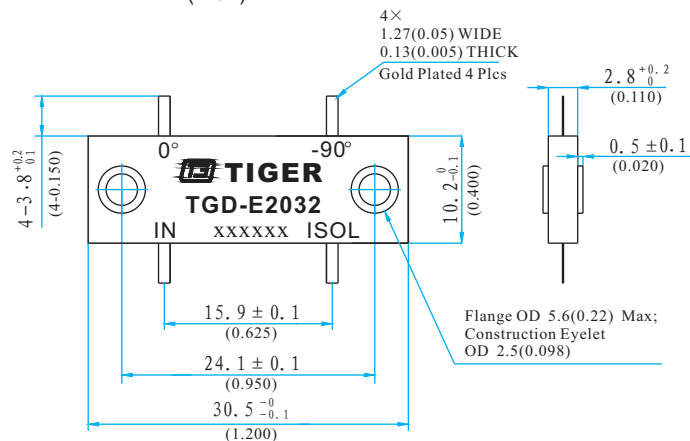 4×
1.27(0.05) WIDE
0.13(0.005) THICK
Gold Plated 4 Plcs
2.8 +0.2 0
(0.110)
0.5±0.1
(0.020)
4-3.8 +0.2 0.1
(4-0.150)
0° -90°
TIGER
TGD-E2032
IN xxxxxx ISOL
10.2 0 -0.1
(0.400)
15.9±0.1
(0.625)
24.1±0.1
(0.950)
30.5 -0 -0.1
(1.200)
Flange OD 5.6(0.22) Max;
Construction Eyelet
OD 2.5(0.098)